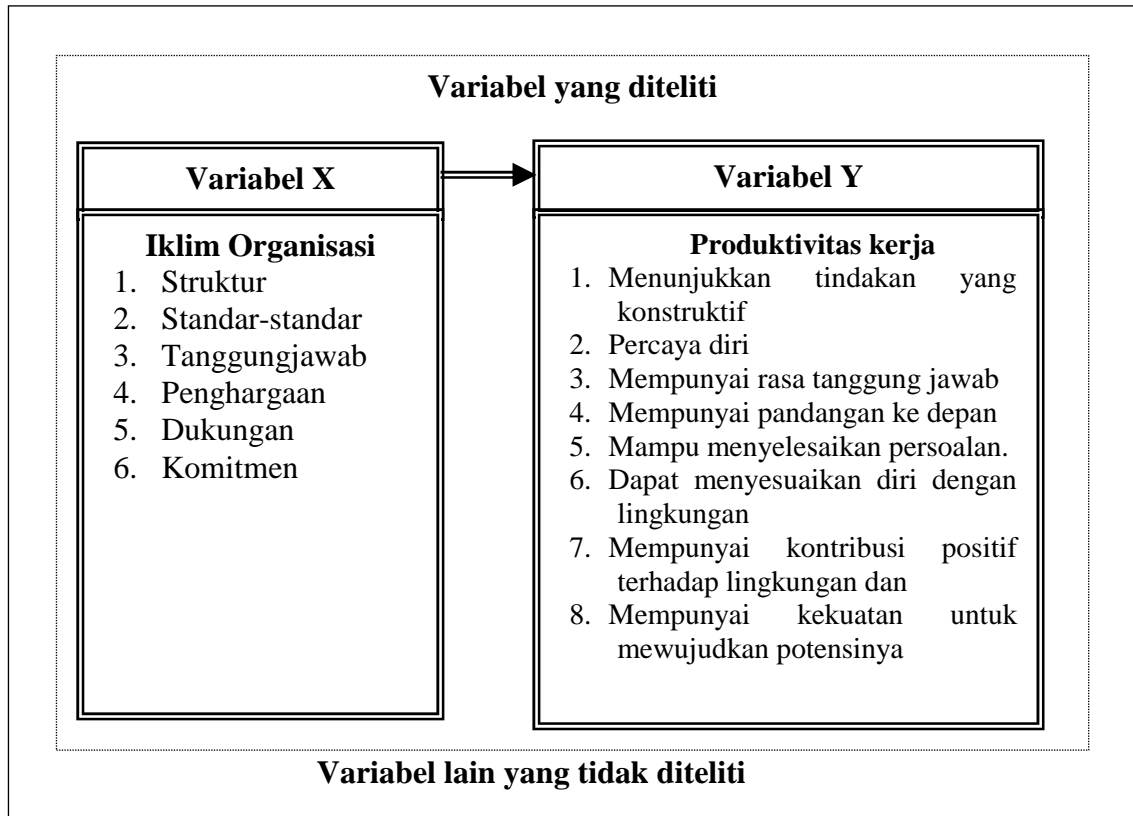 Variabel yang diteliti
Variabel X
Iklim Organisasi
1. Struktur
2. Standar-standar
3. Tanggungjawab
4. Penghargaan
5. Dukungan
6. Komitmen
Variabel Y
Produktivitas kerja
1. Menunjukkan tindakan yang
konstruktif
2. Percaya diri
3. Mempunyai rasa tanggung jawab
4. Mempunyai pandangan ke depan
5. Mampu menyelesaikan persoalan.
6. Dapat menyesuaikan diri dengan
lingkungan
7. Mempunyai kontribusi positif
terhadap lingkungan dan
8. Mempunyai kekuatan untuk
mewujudkan potensinya
Variabel lain yang tidak diteliti